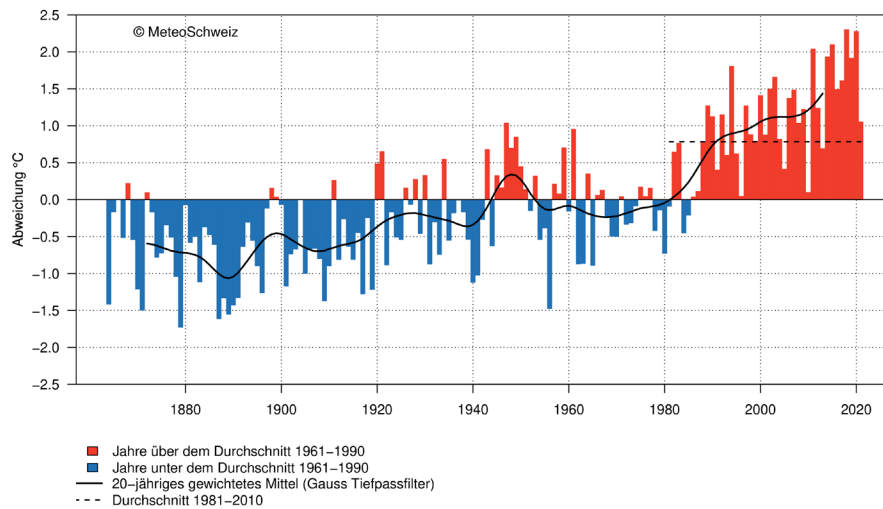 © MeteoSchweiz
Abweichung °C
2.5
2.0
1.5
1.0
0.5
0.0
−0.5
−1.0
−1.5
−2.0
−2.5
1880 1900 1920 1940 1960 1980 2000 2020
Jahre über dem Durchschnitt 1961−1990
Jahre unter dem Durchschnitt 1961−1990
20−jähriges gewichtetes Mittel (Gauss Tiefpassfilter)
Durchschnitt 1981−2010